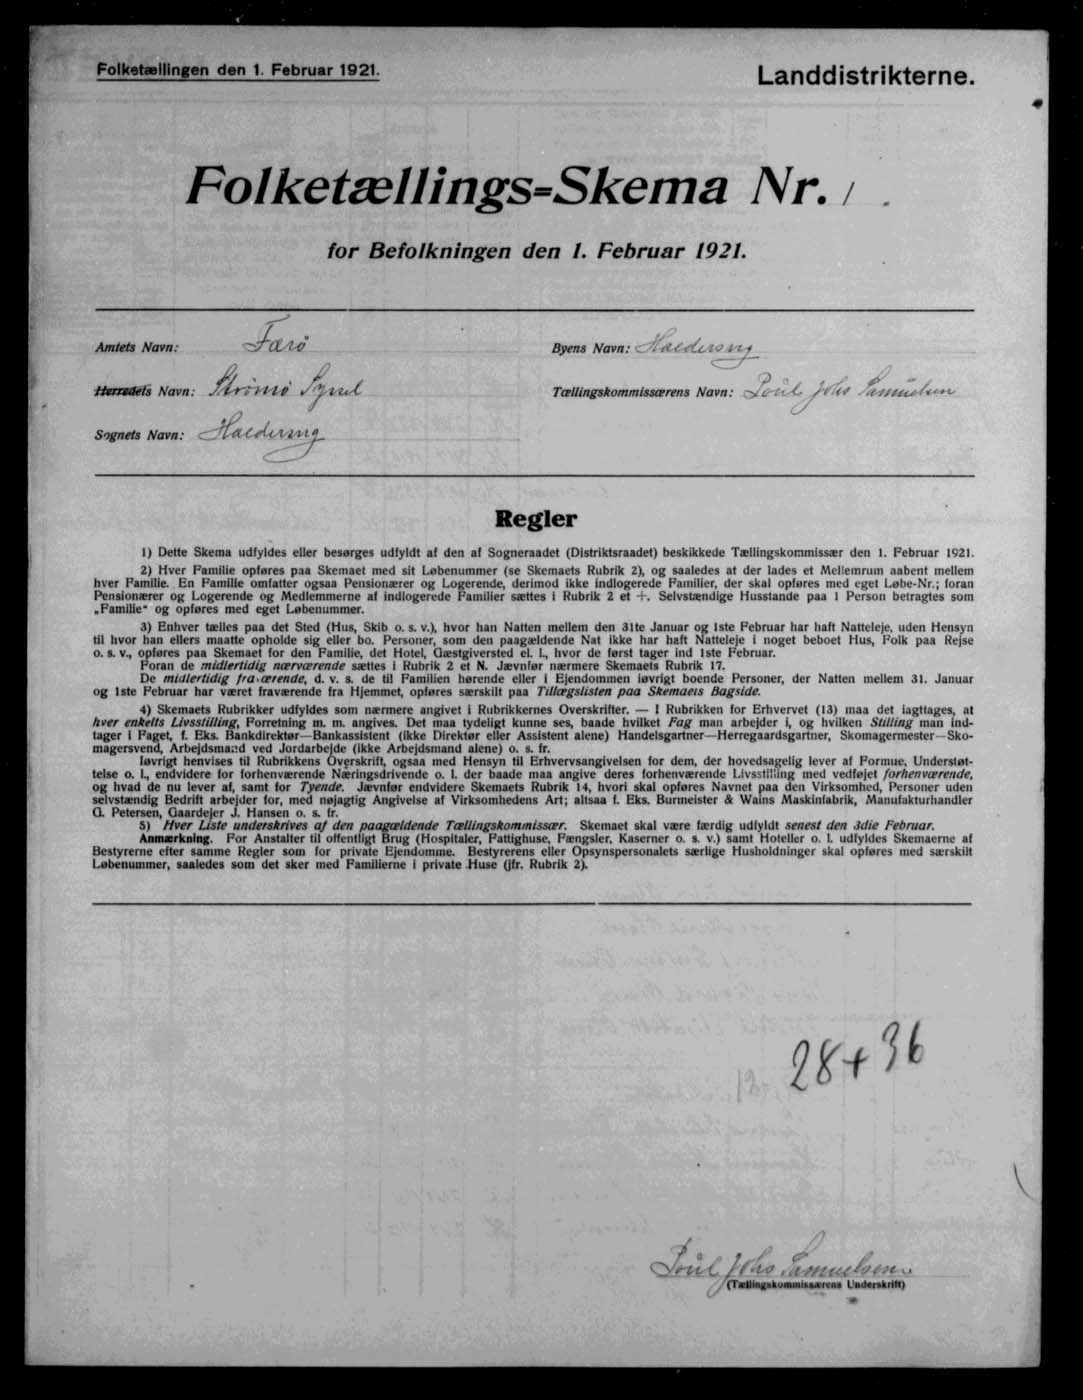 Folketællingen den 1. Februar 1921.
Landdistrikterne.
Folketællings=Skema Nr. 1.
for Befolkningen den 1. Februar 1921.
Amtets Navn: Færø
Byens Navn: Haldersvig
Herredets Navn: Strømø Syssel
Tællingskommissærens Navn: Poul Johs Samuelsen
Sognets Navn: Haldersvig
Regler
1) Dette Skema udfyldes eller besørges udfyldt af den af Sogneraadet (Distriktsraadet) beskikkede Tællingskommissær den 1. Februar 1921.
2) Hver Familie opføres paa Skemaet med sit Løbenummer (se Skemaets Rubrik 2), og saaledes at der lades et Mellemrum aabent mellem
hver Familie. En Familie omfatter ogsaa Pensionærer og Logerende, derimod ikke indlogerede Familier, der skal opføres med eget Løbe-Nr.; foran
Pensionærer og Logerende og Medlemmerne af indlogerede Familier sættes i Rubrik 2 et +. Selvstændige Husstande paa 1 Person betragtes som
„Familie“ og opføres med eget Løbenummer.
3) Enhver tælles paa det Sted (Hus, Skib o. s. v.), hvor han Natten mellem den 31te Januar og 1ste Februar har haft Natteleje, uden Hensyn
til hvor han ellers maatte opholde sig eller bo. Personer, som den paagældende Nat ikke har haft Natteleje i noget beboet Hus, Folk paa Rejse
o. s. v., opføres paa Skemaet for den Familie, det Hotel, Gæstgiversted el. l., hvor de først tager ind 1ste Februar.
Foran de midlertidig nærværende sættes i Rubrik 2 et N. Jævnfør nærmere Skemaets Rubrik 17.
De midlertidig fraværende, d. v. s. de til Familien hørende eller i Ejendommen iøvrigt boende Personer, der Natten mellem 31. Januar
og 1ste Februar har været fraværende fra Hjemmet, opføres særskilt paa Tillægslisten paa Skemaets Bagside.
4) Skemaets Rubrikker udfyldes som nærmere angivet i Rubrikkernes Overskrifter. — I Rubrikken for Erhvervet (13) maa det iagttages, at
hver enkelts Livsstilling, Forretning m. m. angives. Det maa tydeligt kunne ses, baade hvilket Fag man arbejder i, og hvilken Stilling man ind-
tager i Faget, f. Eks. Bankdirektør—Bankassistent (ikke Direktør eller Assistent alene) Handelsgartner—Herregaardsgartner, Skomagermester—Sko-
magersvend, Arbejdsmand ved Jordarbejde (ikke Arbejdsmand alene) o. s. fr.
Iøvrigt henvises til Rubrikkens Overskrift, ogsaa med Hensyn til Erhvervsangivelsen for dem, der hovedsagelig lever af Formue, Understøt-
telse o. l., endvidere for forhenværende Næringsdrivende o. l. der baade maa angive deres forhenværende Livsstilling med vedføjet forhenværende,
og hvad de nu lever af, samt for Tyende. Jævnfør endvidere Skemaets Rubrik 14, hvori skal opføres Navnet paa den Virksomhed, Personer uden
selvstændig Bedrift arbejder for, med nøjagtig Angivelse af Virksomhedens Art; altsaa f. Eks. Burmeister & Wains Maskinfabrik, Manufakturhandler
G. Petersen, Gaardejer J. Hansen o. s. fr.
5) Hver Liste underskrives af den paagældende Tællingskommissær. Skemaet skal være færdig udfyldt senest den 3die Februar.
Anmærkning. For Anstalter til offentligt Brug (Hospitaler, Fattighuse, Fængsler, Kaserner o. s. v.) samt Hoteller o. l. udfyldes Skemaerne af
Bestyrerne efter samme Regler som for private Ejendomme. Bestyrerens eller Opsynspersonalets særlige Husholdninger skal opføres med særskilt
Løbenummer, saaledes som det sker med Familierne i private Huse (jfr. Rubrik 2).
28 + 36
Poul Johs Samuelsen
(Tællingskommissærens Underskrift)